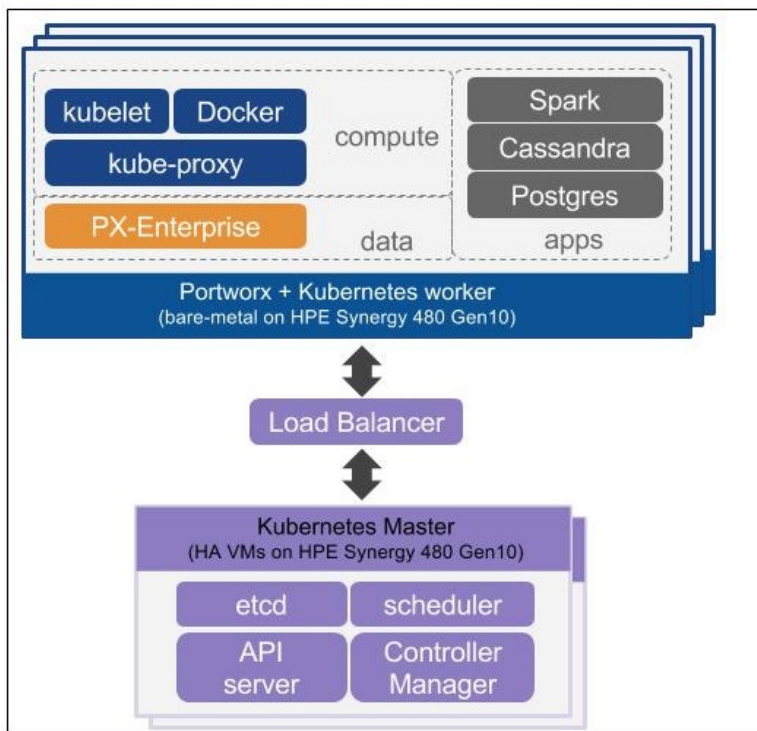 kubelet
Docker
kube-proxy
compute
PX-Enterprise
data
Spark
Cassandra
Postgres
apps
Portworx + Kubernetes worker
(bare-metal on HPE Synergy 480 Gen10)
Load Balancer
Kubernetes Master
(HA VMs on HPE Synergy 480 Gen10)
etcd
scheduler
API
server
Controller
Manager